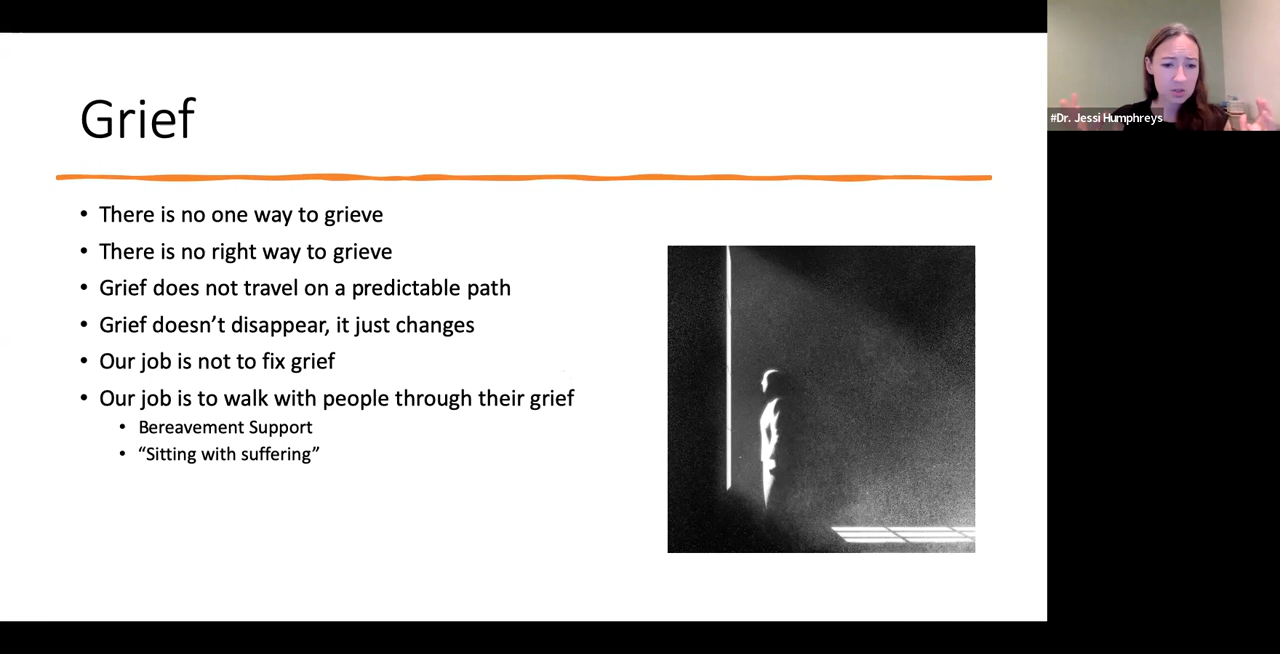 Grief
• There is no one way to grieve
• There is no right way to grieve
• Grief does not travel on a predictable path
• Grief doesn’t disappear, it just changes
• Our job is not to fix grief
• Our job is to walk with people through their grief
• Bereavement Support
• “Sitting with suffering”
#Dr. Jessi Humphreys